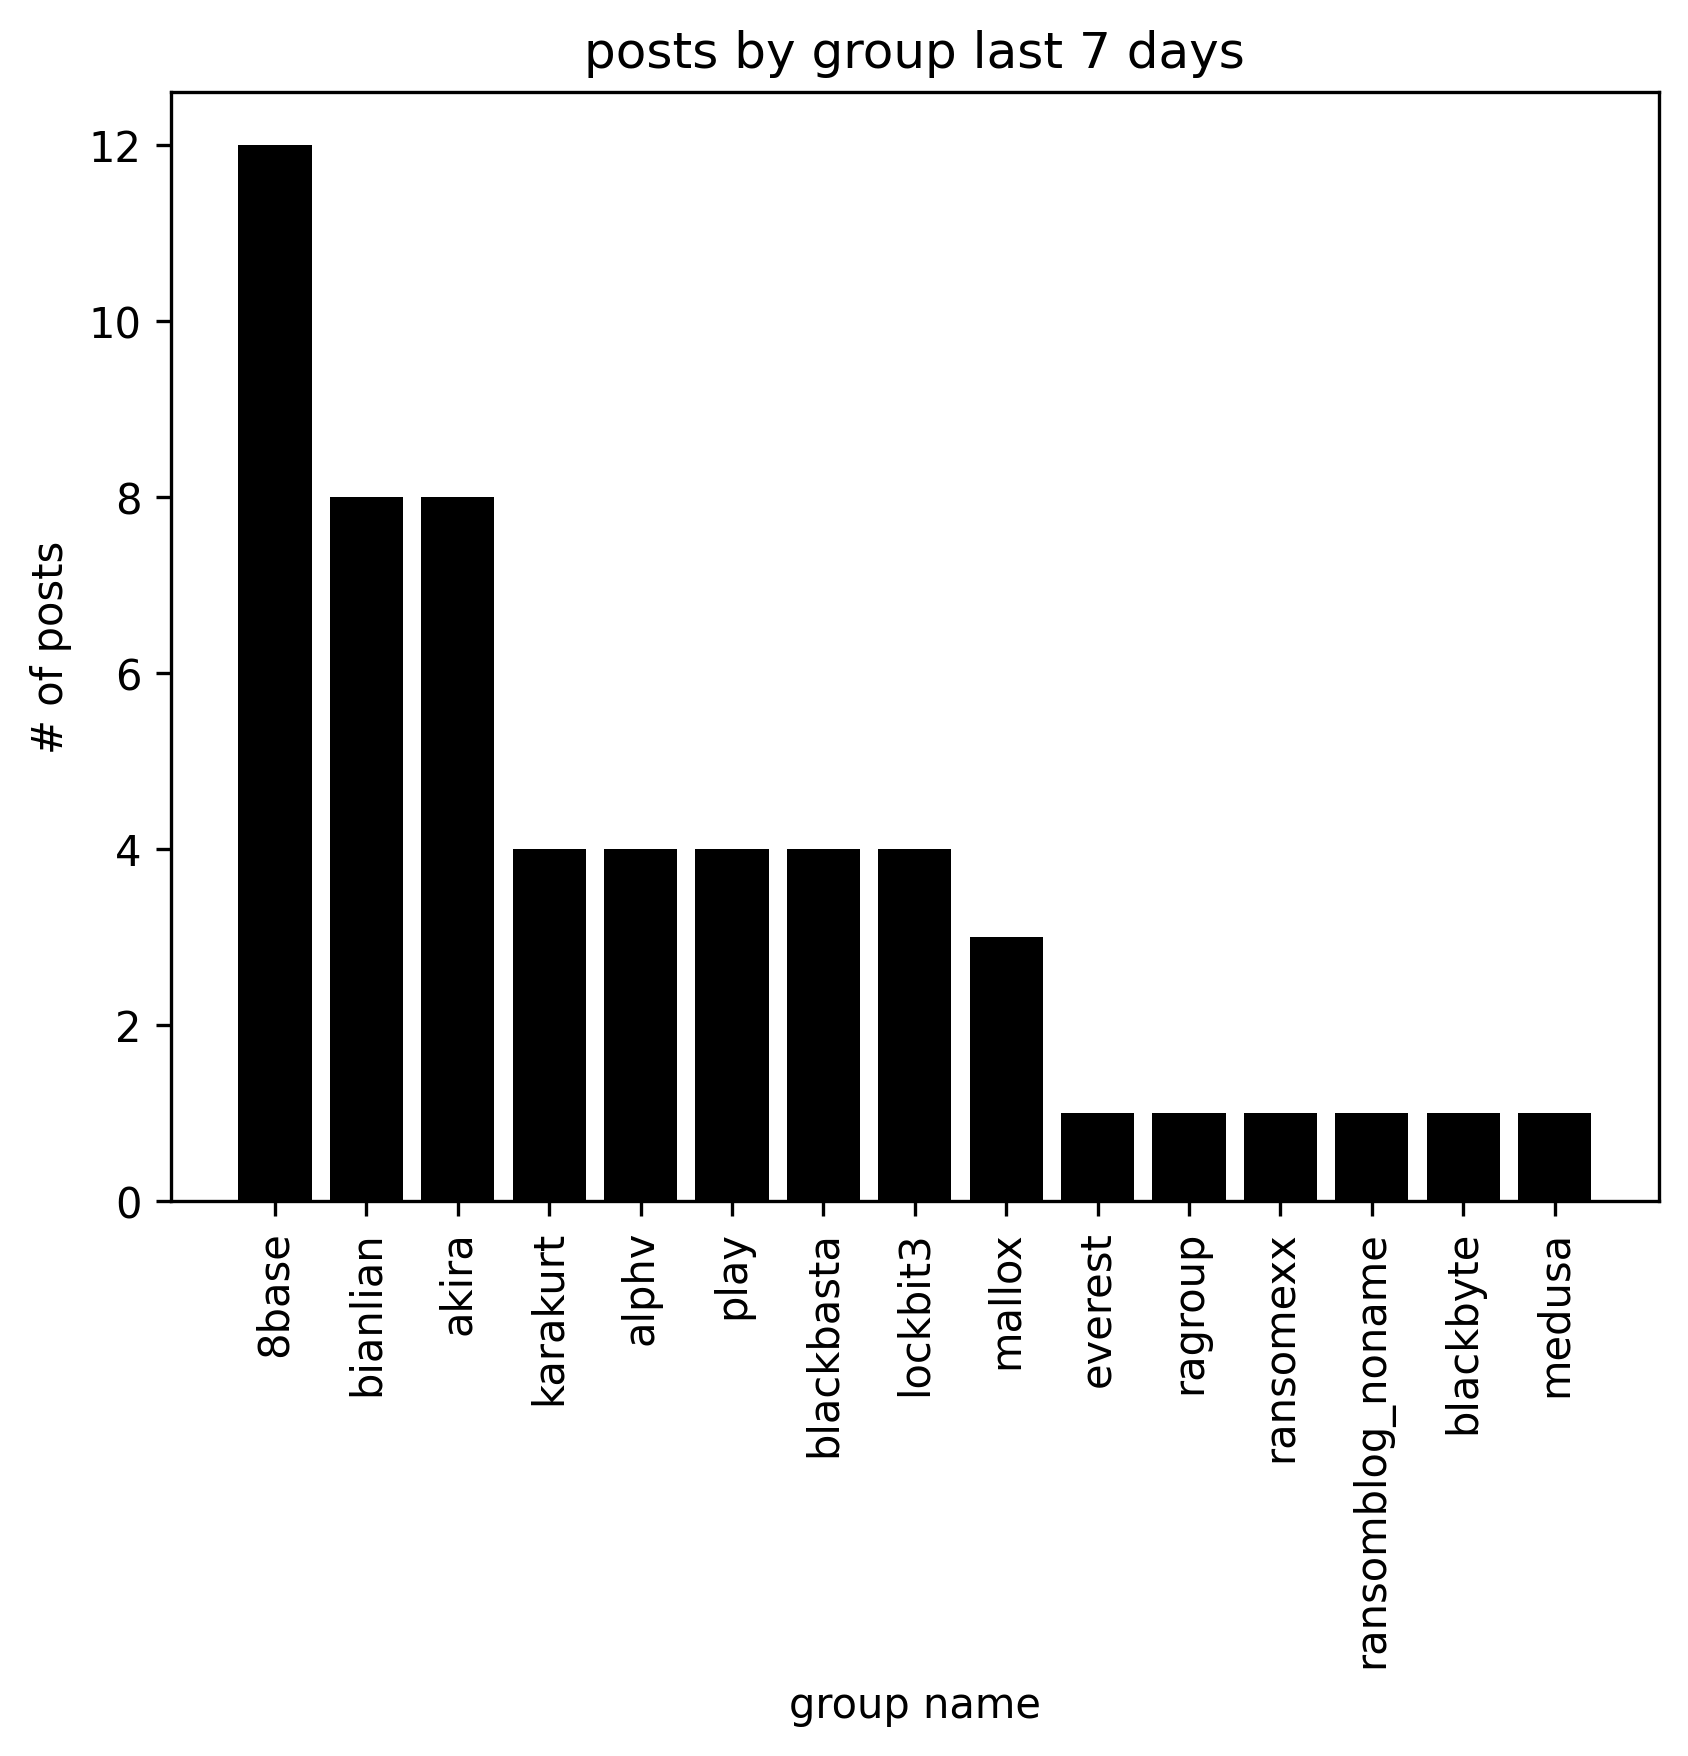 posts by group last 7 days
# of posts
12
10
8
6
4
2
0
8base
bianlian
akira
karakurt
alphv
play
blackbasta
lockbit3
mallox
everest
ragroup
ransomexx
ransomblog_noname
blackbyte
medusa
group name